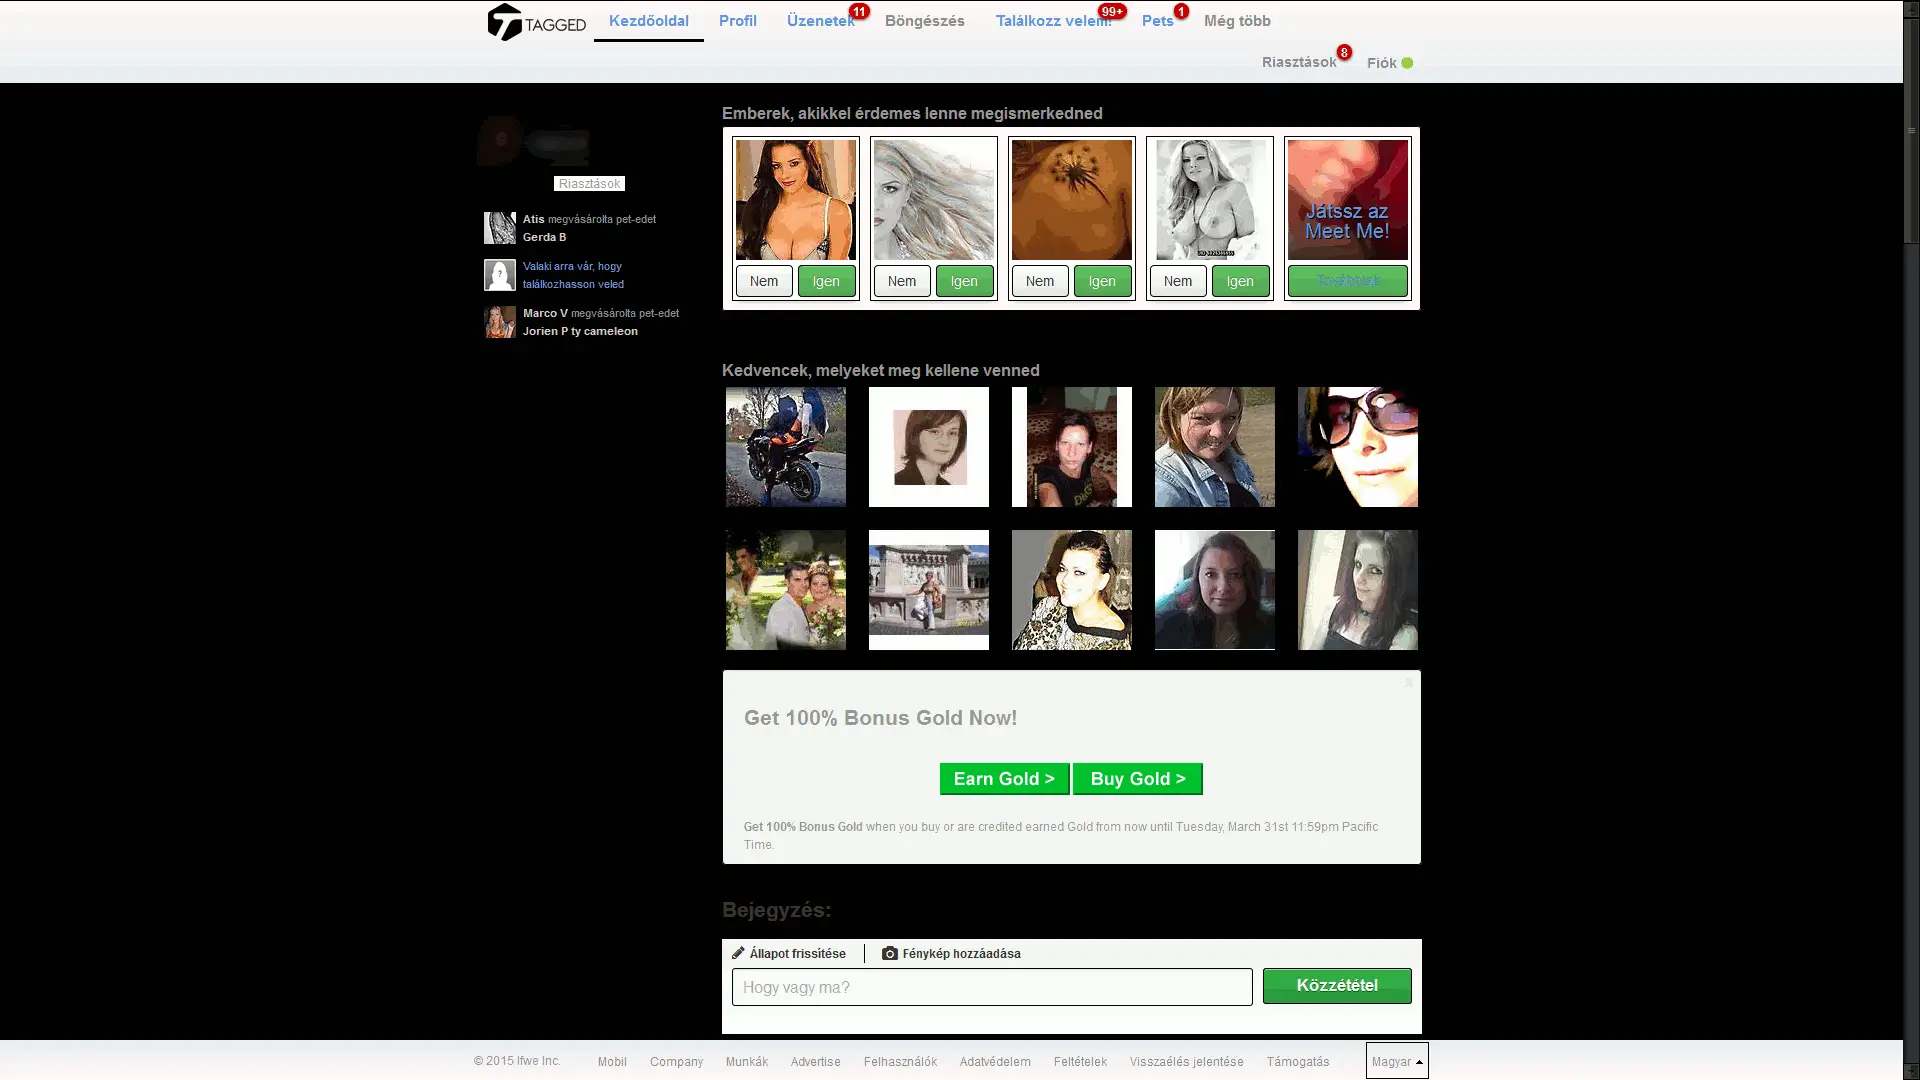 TAGGED
Kezdőoldal
Profil
Üzenetek 11
Böngészés
Találkozz velem! 99+
Pets 1
Még több
Riasztások 8
Fiók
Riasztások
Atis megvásárolta pet-edet
Gerda B
Valaki arra vár, hogy
találkozhasson veled
Marco V megvásárolta pet-edet
Jorien P ty cameleon
Emberek, akikkel érdemes lenne megismerkedned
Játssz az
Meet Me!
Nem Igen
Nem Igen
Nem Igen
Nem Igen
Kedvencek, melyeket meg kellene venned
Get 100% Bonus Gold Now!
Earn Gold >
Buy Gold >
Get 100% Bonus Gold when you buy or are credited earned Gold from now until Tuesday, March 31st 11:59pm Pacific
Time.
Bejegyzés:
Állapot frissítése
Fénykép hozzáadása
Hogy vagy ma?
Közzététel
© 2015 Ifwe Inc.
Mobil
Company
Munkák
Advertise
Felhasználók
Adatvédelem
Feltételek
Visszaélés jelentése
Támogatás
Magyar